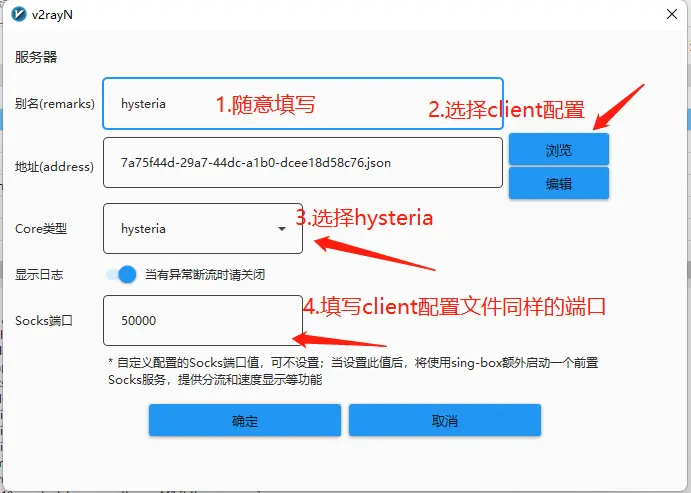 v2rayN
服务器
别名(remarks)
hysteria
1.随意填写
2.选择client配置
地址(address)
7a75f44d-29a7-44dc-a1b0-dcee18d58c76.json
浏览
编辑
Core类型
hysteria
3.选择hysteria
显示日志
当有异常断流时请关闭
Socks端口
50000
4.填写client配置文件同样的端口
* 自定义配置的Socks端口值，可不设置；当设置此值后，将使用sing-box额外启动一个前置
Socks服务，提供分流和速度显示等功能
确定
取消